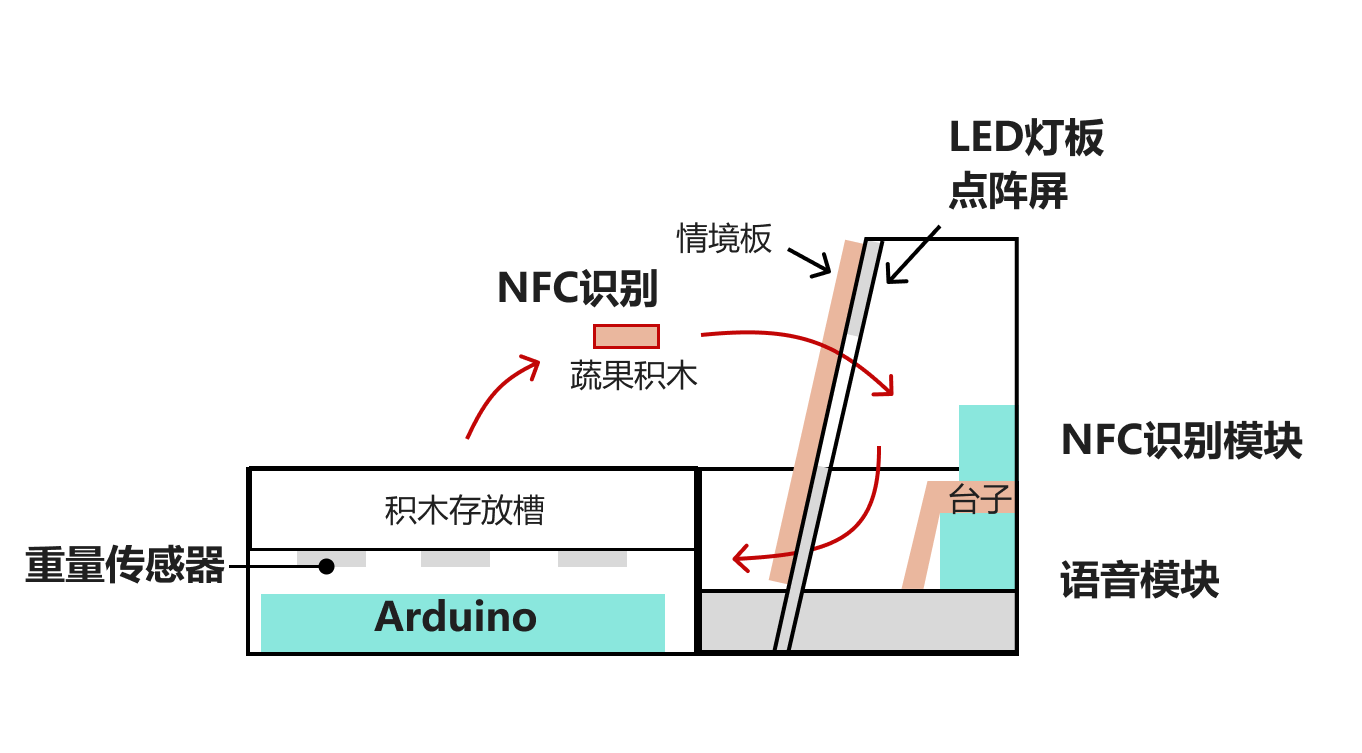 LED灯板
点阵屏
情境板
NFC识别
蔬果积木
NFC识别模块
台子
积木存放槽
重量传感器
语音模块
Arduino